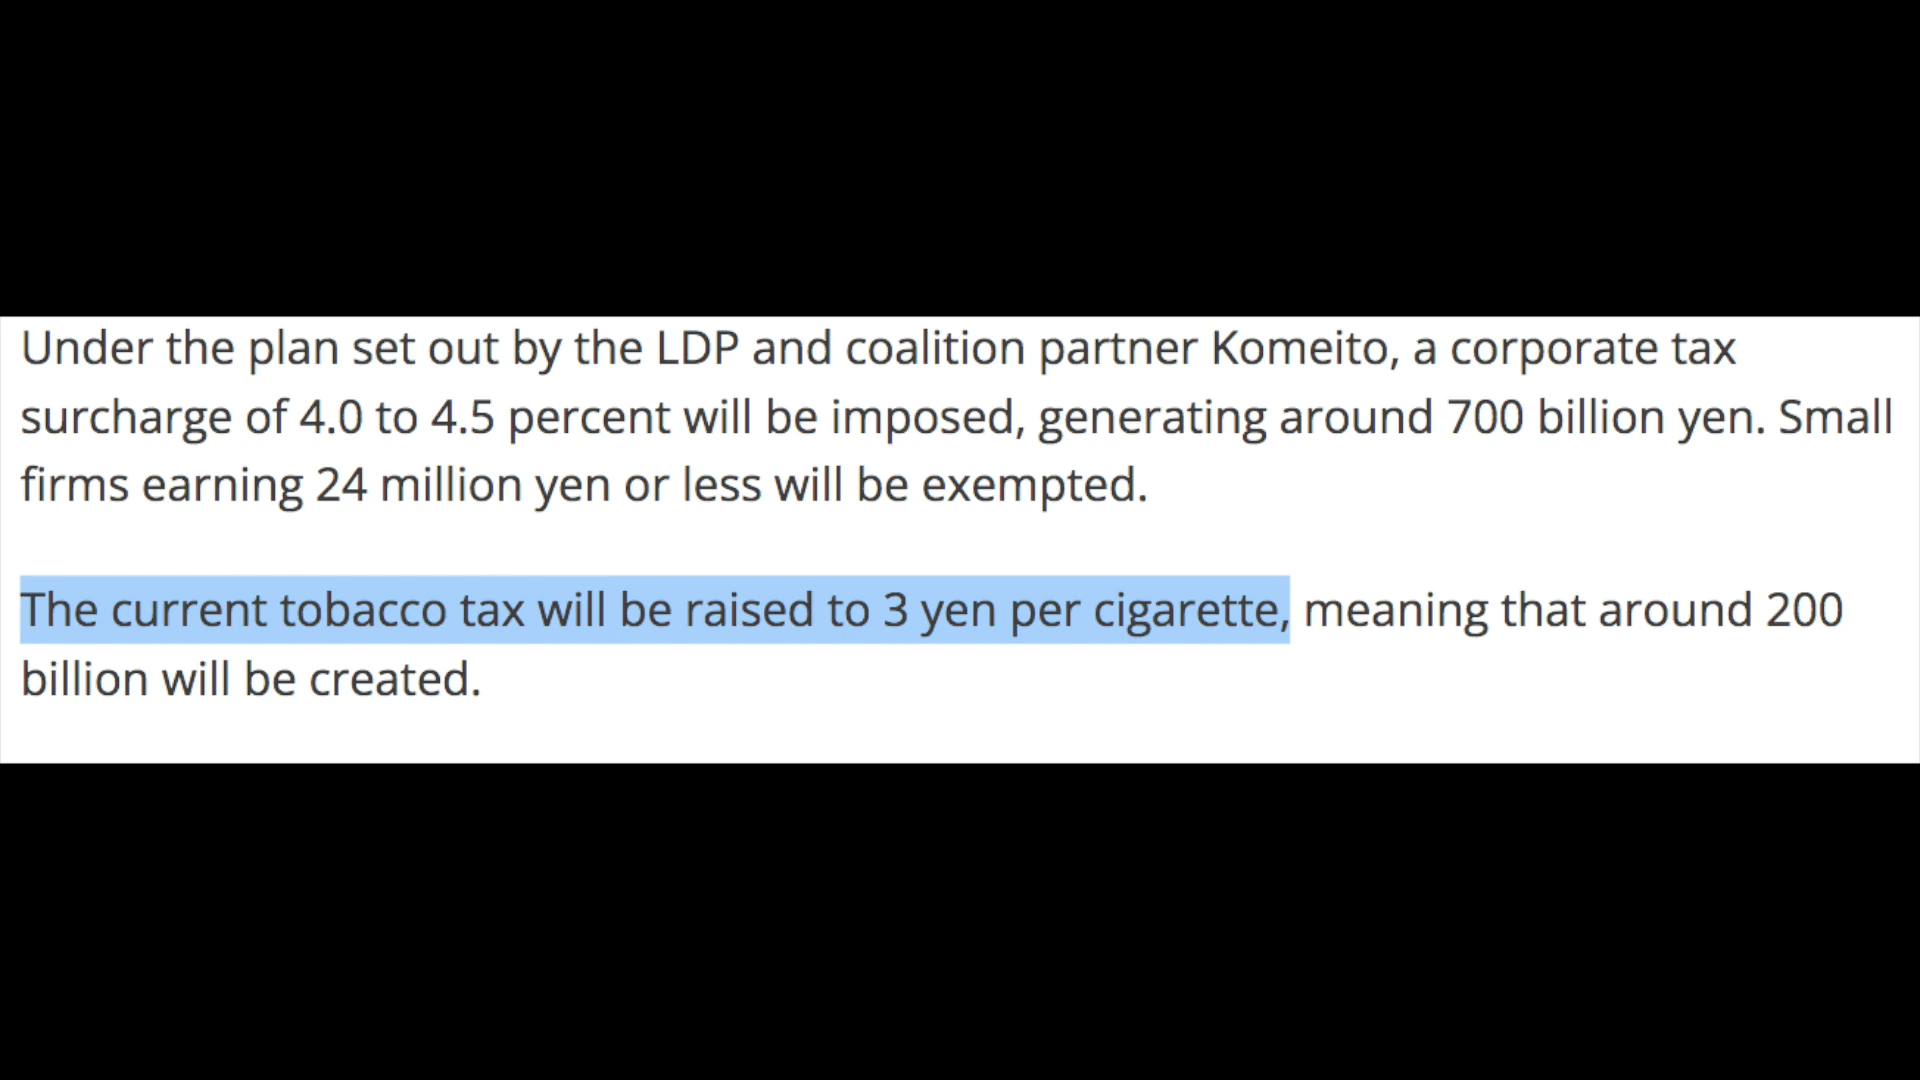 Under the plan set out by the LDP and coalition partner Komeito, a corporate tax
surcharge of 4.0 to 4.5 percent will be imposed, generating around 700 billion yen. Small
firms earning 24 million yen or less will be exempted.
The current tobacco tax will be raised to 3 yen per cigarette, meaning that around 200
billion will be created.